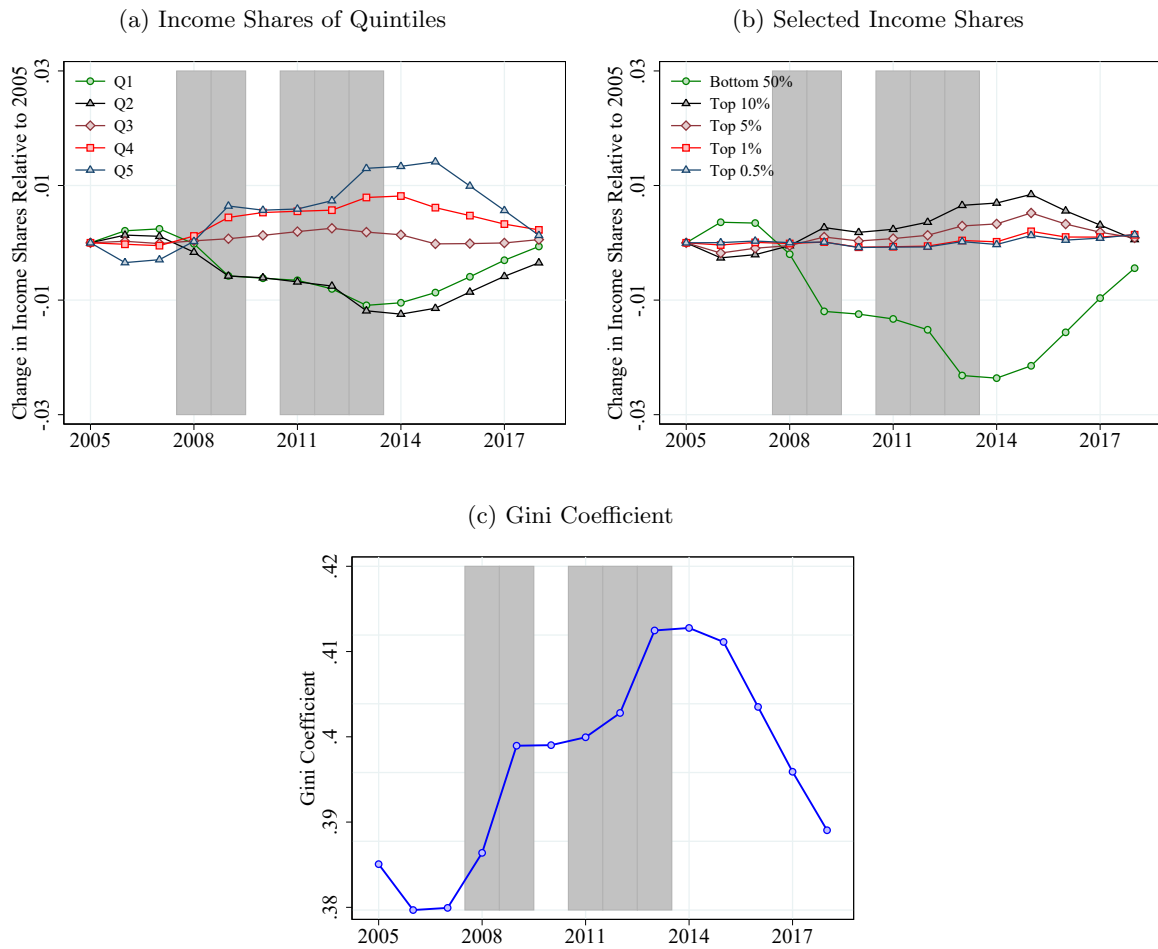 (a) Income Shares of Quintiles
Change in Income Shares Relative to 2005
.03
.01
-.01
-.03
Q1
Q2
Q3
Q4
Q5
2005
2008
2011
2014
2017
(b) Selected Income Shares
Change in Income Shares Relative to 2005
.03
.01
-.01
-.03
Bottom 50%
Top 10%
Top 5%
Top 1%
Top 0.5%
2005
2008
2011
2014
2017
(c) Gini Coefficient
Gini Coefficient
.42
.41
.4
.39
.38
2005
2008
2011
2014
2017